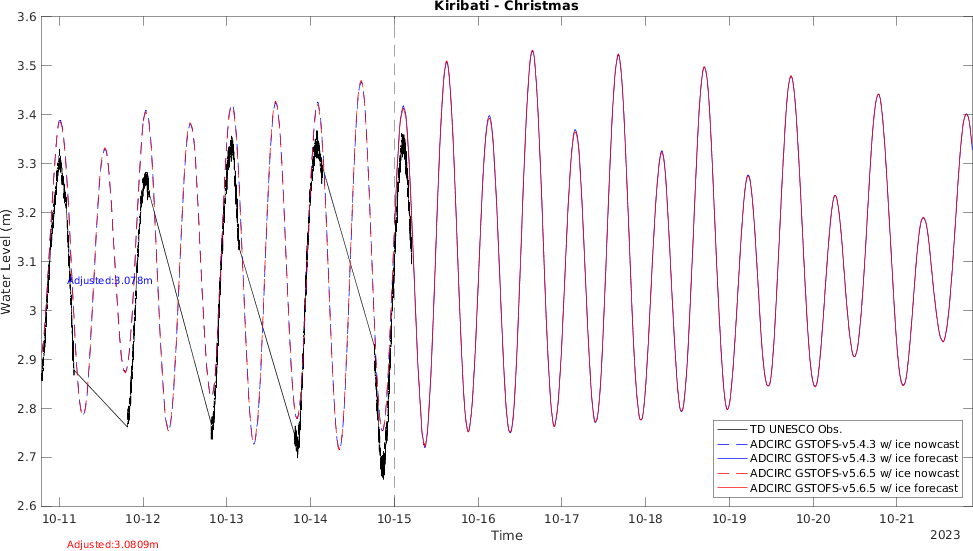 Kiribati - Christmas
3.6
3.5
3.4
3.3
3.2
3.1
3
2.9
2.8
2.7
2.6
Water Level (m)
Adjusted:3.078m
TD UNESCO Obs.
ADCIRC GSTOFS-v5.4.3 w/ ice nowcast
ADCIRC GSTOFS-v5.4.3 w/ ice forecast
ADCIRC GSTOFS-v5.6.5 w/ ice nowcast
ADCIRC GSTOFS-v5.6.5 w/ ice forecast
10-11 10-12 10-13 10-14 10-15 10-16 10-17 10-18 10-19 10-20 10-21
Time
2023
Adjusted:3.0809m